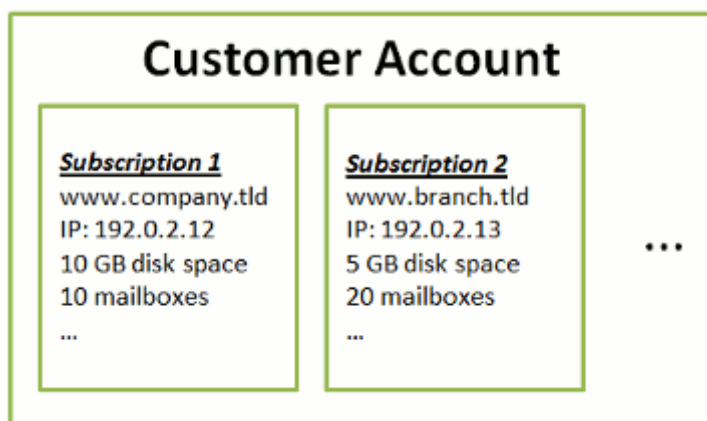 Customer Account
Subscription 1
www.company.tld
IP: 192.0.2.12
10 GB disk space
10 mailboxes
...
Subscription 2
www.branch.tld
IP: 192.0.2.13
5 GB disk space
20 mailboxes
...
...